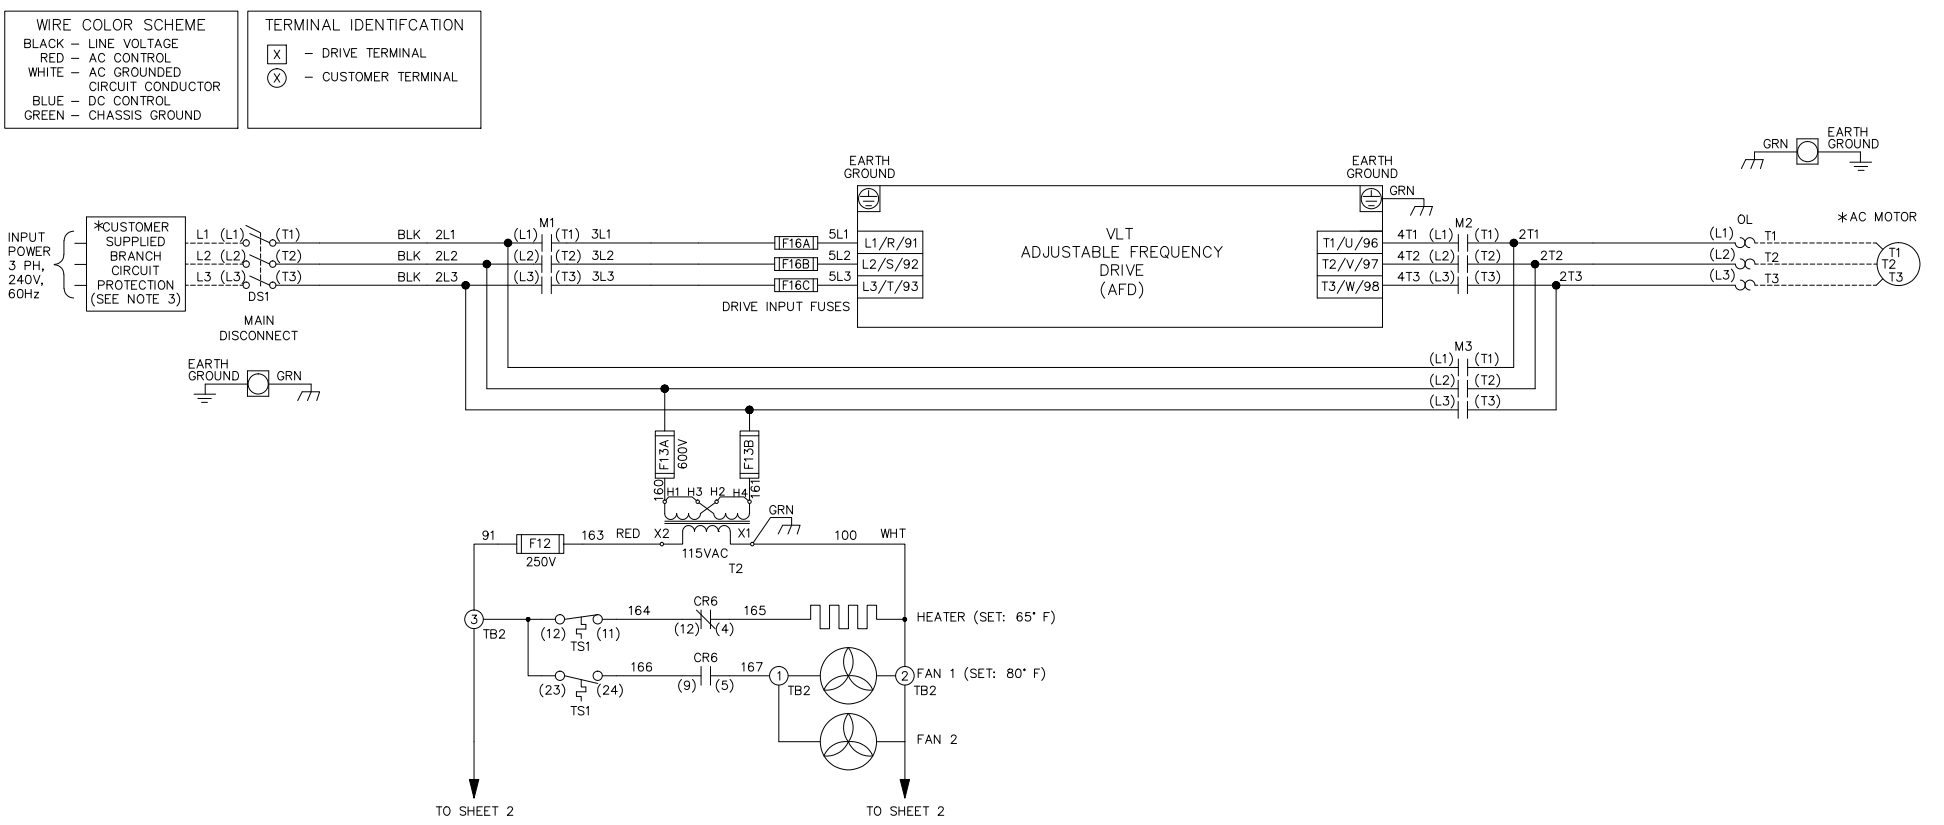 WIRE COLOR SCHEME
BLACK – LINE VOLTAGE
RED – AC CONTROL
WHITE – AC GROUNDED
CIRCUIT CONDUCTOR
BLUE – DC CONTROL
GREEN – CHASSIS GROUND
TERMINAL IDENTIFCATION
X – DRIVE TERMINAL
X – CUSTOMER TERMINAL
INPUT
POWER
3 PH,
240V,
60Hz
*CUSTOMER
SUPPLIED
BRANCH
CIRCUIT
PROTECTION
(SEE NOTE 3)
L1 (L1) (T1) BLK 2L1
L2 (L2) (T2) BLK 2L2
L3 (L3) (T3) BLK 2L3
DS1
MAIN
DISCONNECT
EARTH
GROUND
GRN
M1
(L1) (T1) 3L1
(L2) (T2) 3L2
(L3) (T3) 3L3
F16A 5L1
F16B 5L2
F16C 5L3
DRIVE INPUT FUSES
EARTH
GROUND
L1/R/91
L2/S/92
L3/T/93
VLT
ADJUSTABLE FREQUENCY
DRIVE
(AFD)
EARTH
GROUND
GRN
T1/U/96
T2/V/97
T3/W/98
M2
4T1 (L1) (T1) 2T1
4T2 (L2) (T2) 2T2
4T3 (L3) (T3) 2T3
M3
(L1) (T1)
(L2) (T2)
(L3) (T3)
GRN
EARTH
GROUND
OL
(L1) T1
(L2) T2
(L3) T3
*AC MOTOR
T1
T2
T3
F13A
600V
F13B
160
161
H1 H3 H2 H4
GRN
91 F12 163 RED X2 X1 100 WHT
250V
115VAC
T2
3
TB2
(12) (11)
TS1
164
CR6
(12) (4)
165
HEATER (SET: 65° F)
(23) (24)
TS1
166
CR6
(9) (5)
167
1
TB2
2
TB2
FAN 1 (SET: 80° F)
FAN 2
TO SHEET 2
TO SHEET 2